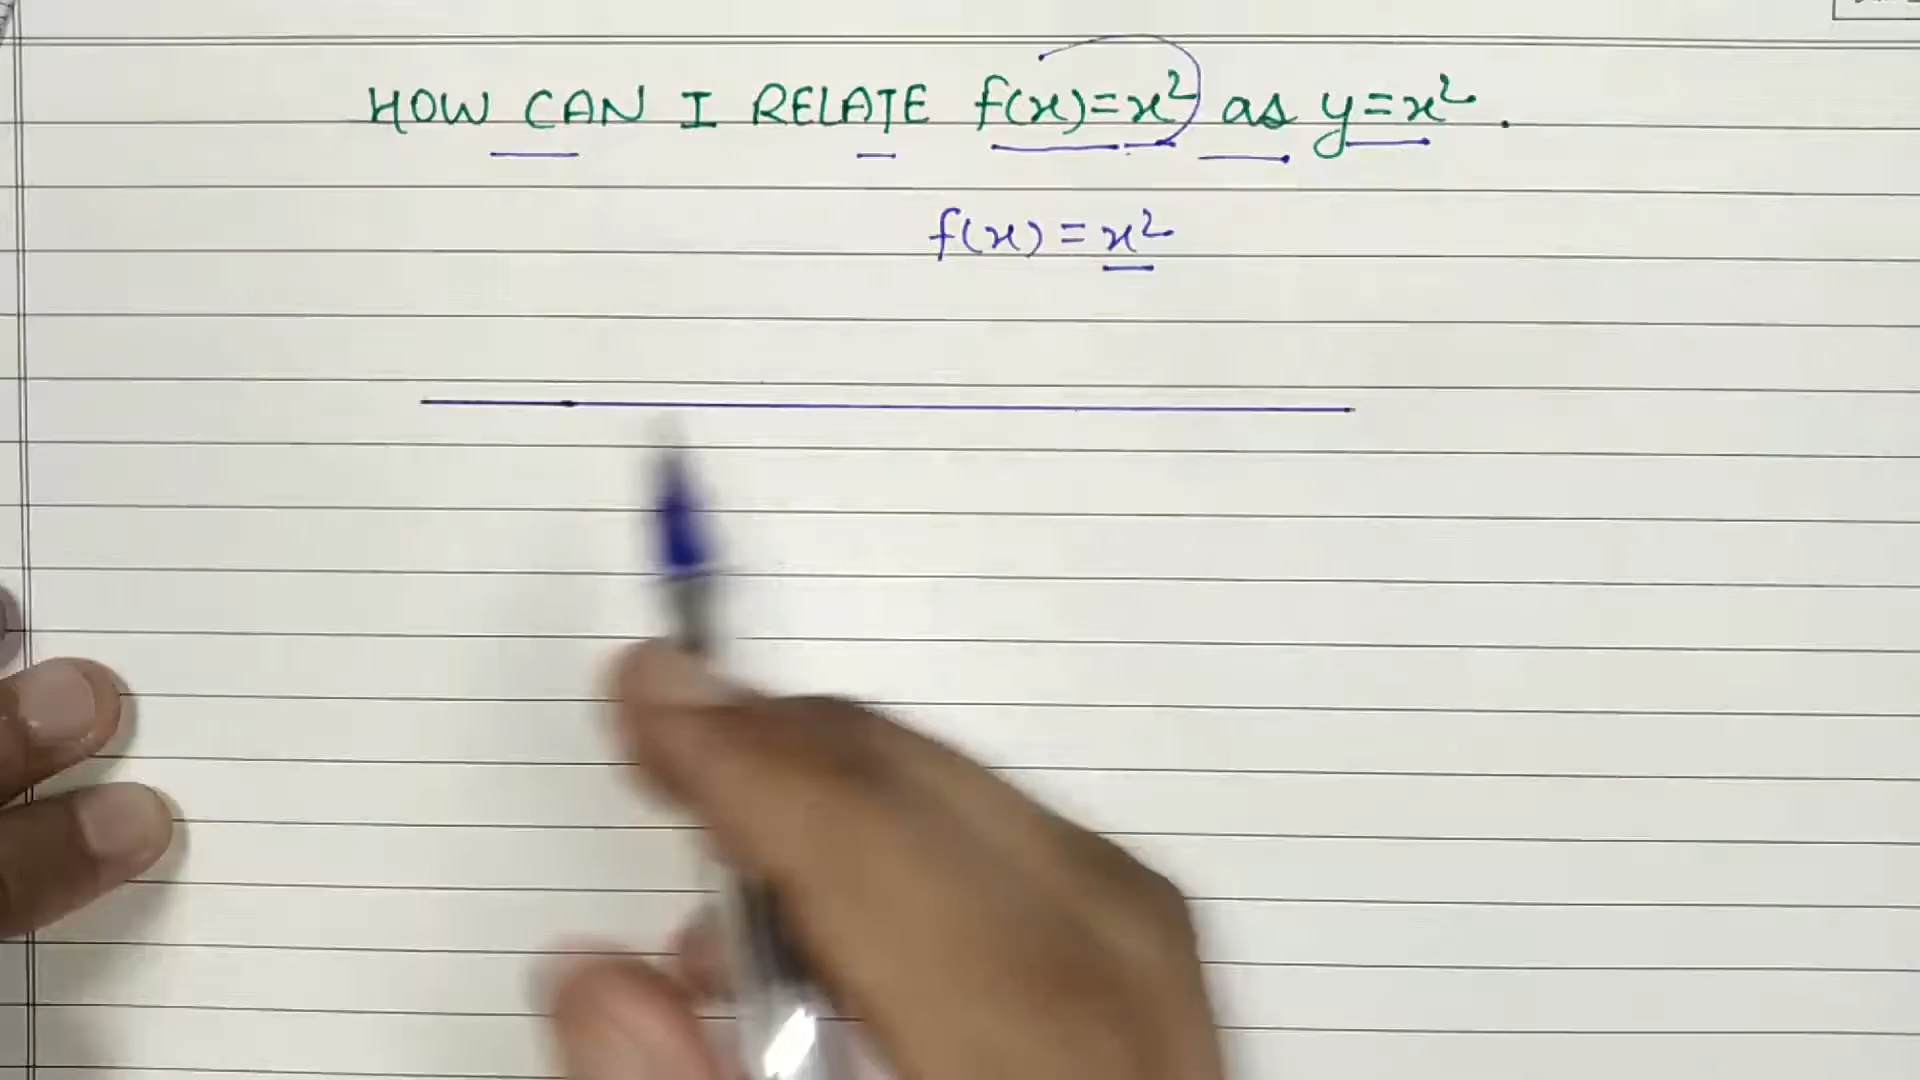 HOW CAN I RELATE f(x)=x² as y=x².
f(x) = x²